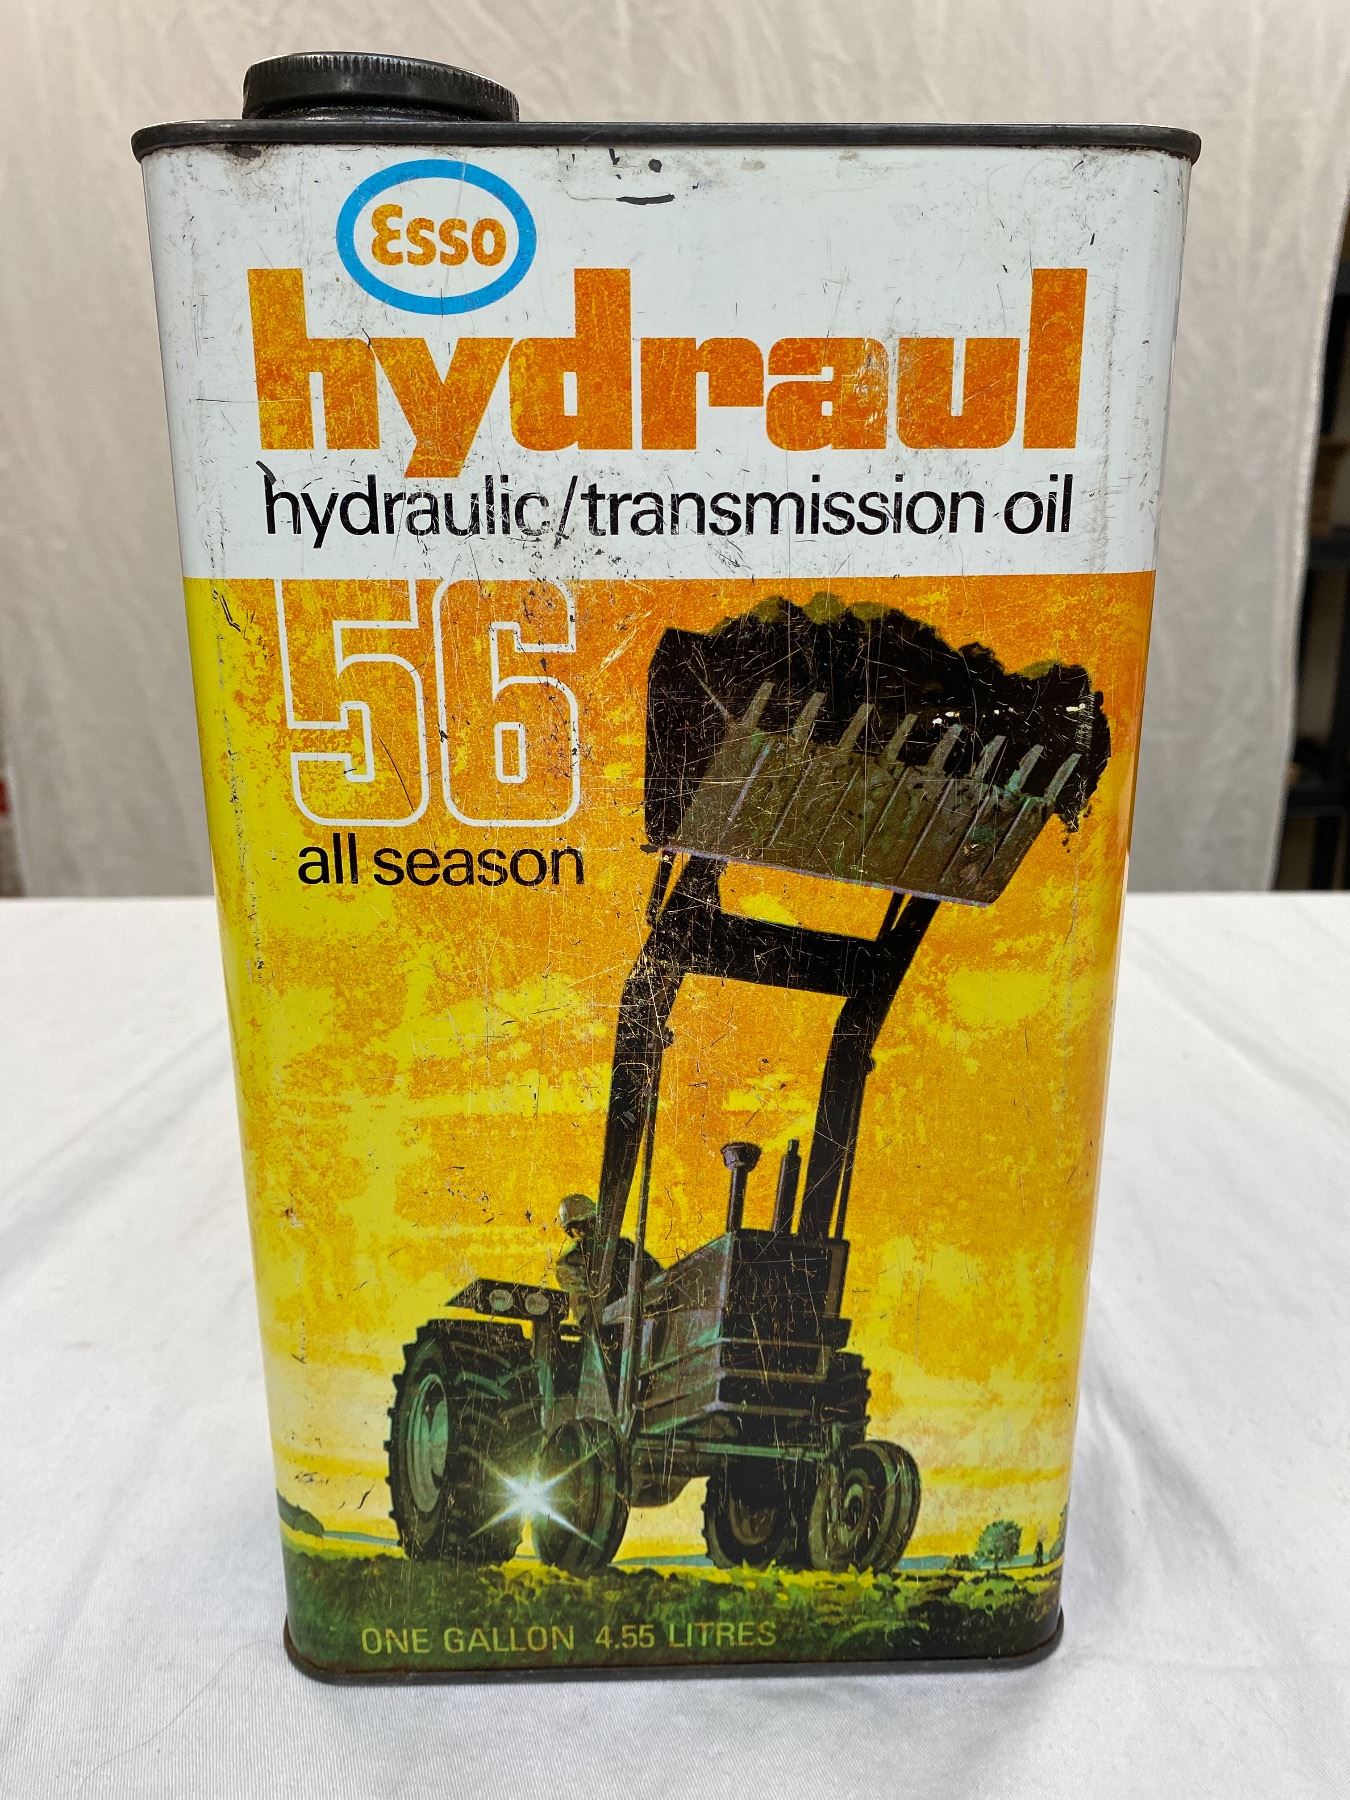 Esso
hydraul
hydraulic/transmission oil
56
all season
ONE GALLON 4.55 LITRES